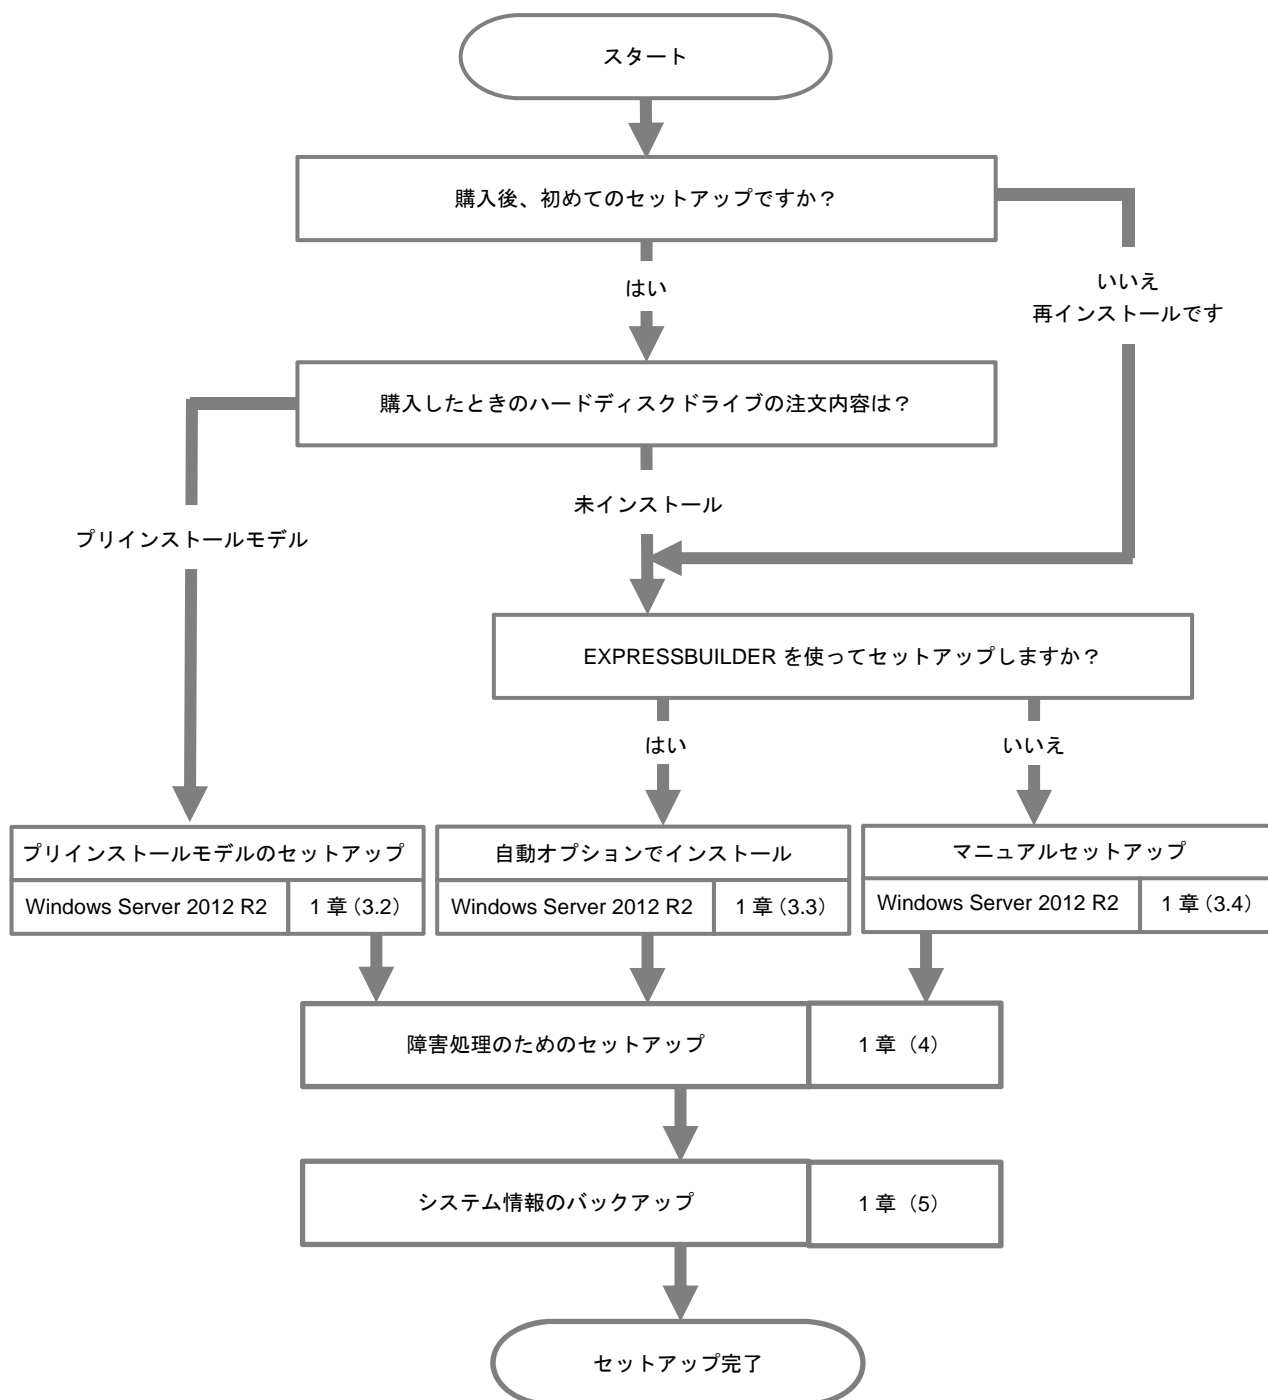 スタート
購入後、初めてのセットアップですか？
はい
いいえ
再インストールです
購入したときのハードディスクドライブの注文内容は？
未インストール
プリインストールモデル
EXPRESSBUILDER を使ってセットアップしますか？
はい
いいえ
プリインストールモデルのセットアップ
Windows Server 2012 R2
1 章（3.2）
自動オプションでインストール
Windows Server 2012 R2
1 章（3.3）
マニュアルセットアップ
Windows Server 2012 R2
1 章（3.4）
障害処理のためのセットアップ
1 章（4）
システム情報のバックアップ
1 章（5）
セットアップ完了